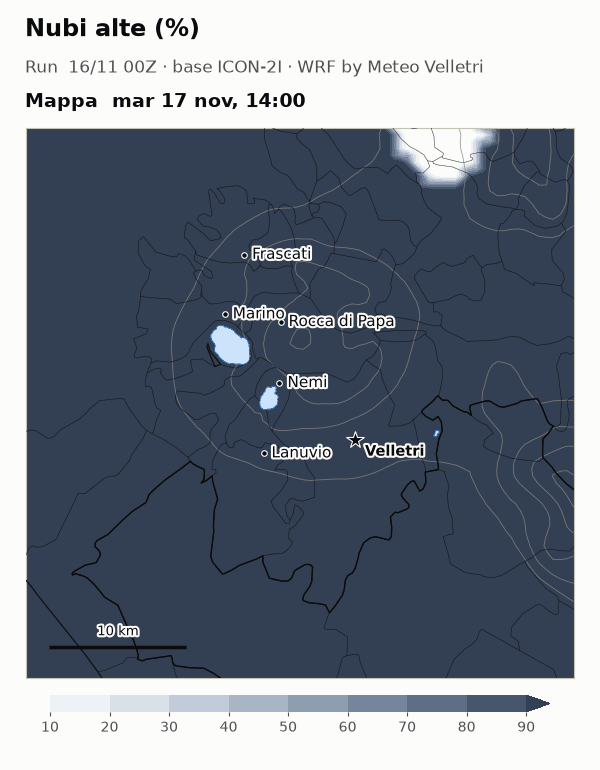 Nubi alte (%)
Run  16/11 00Z · base ICON-2I · WRF by Meteo Velletri
Mappa  mar 17 nov, 14:00
Frascati
Marino
Rocca di Papa
Nemi
Velletri
Lanuvio
10 km
10 20 30 40 50 60 70 80 90